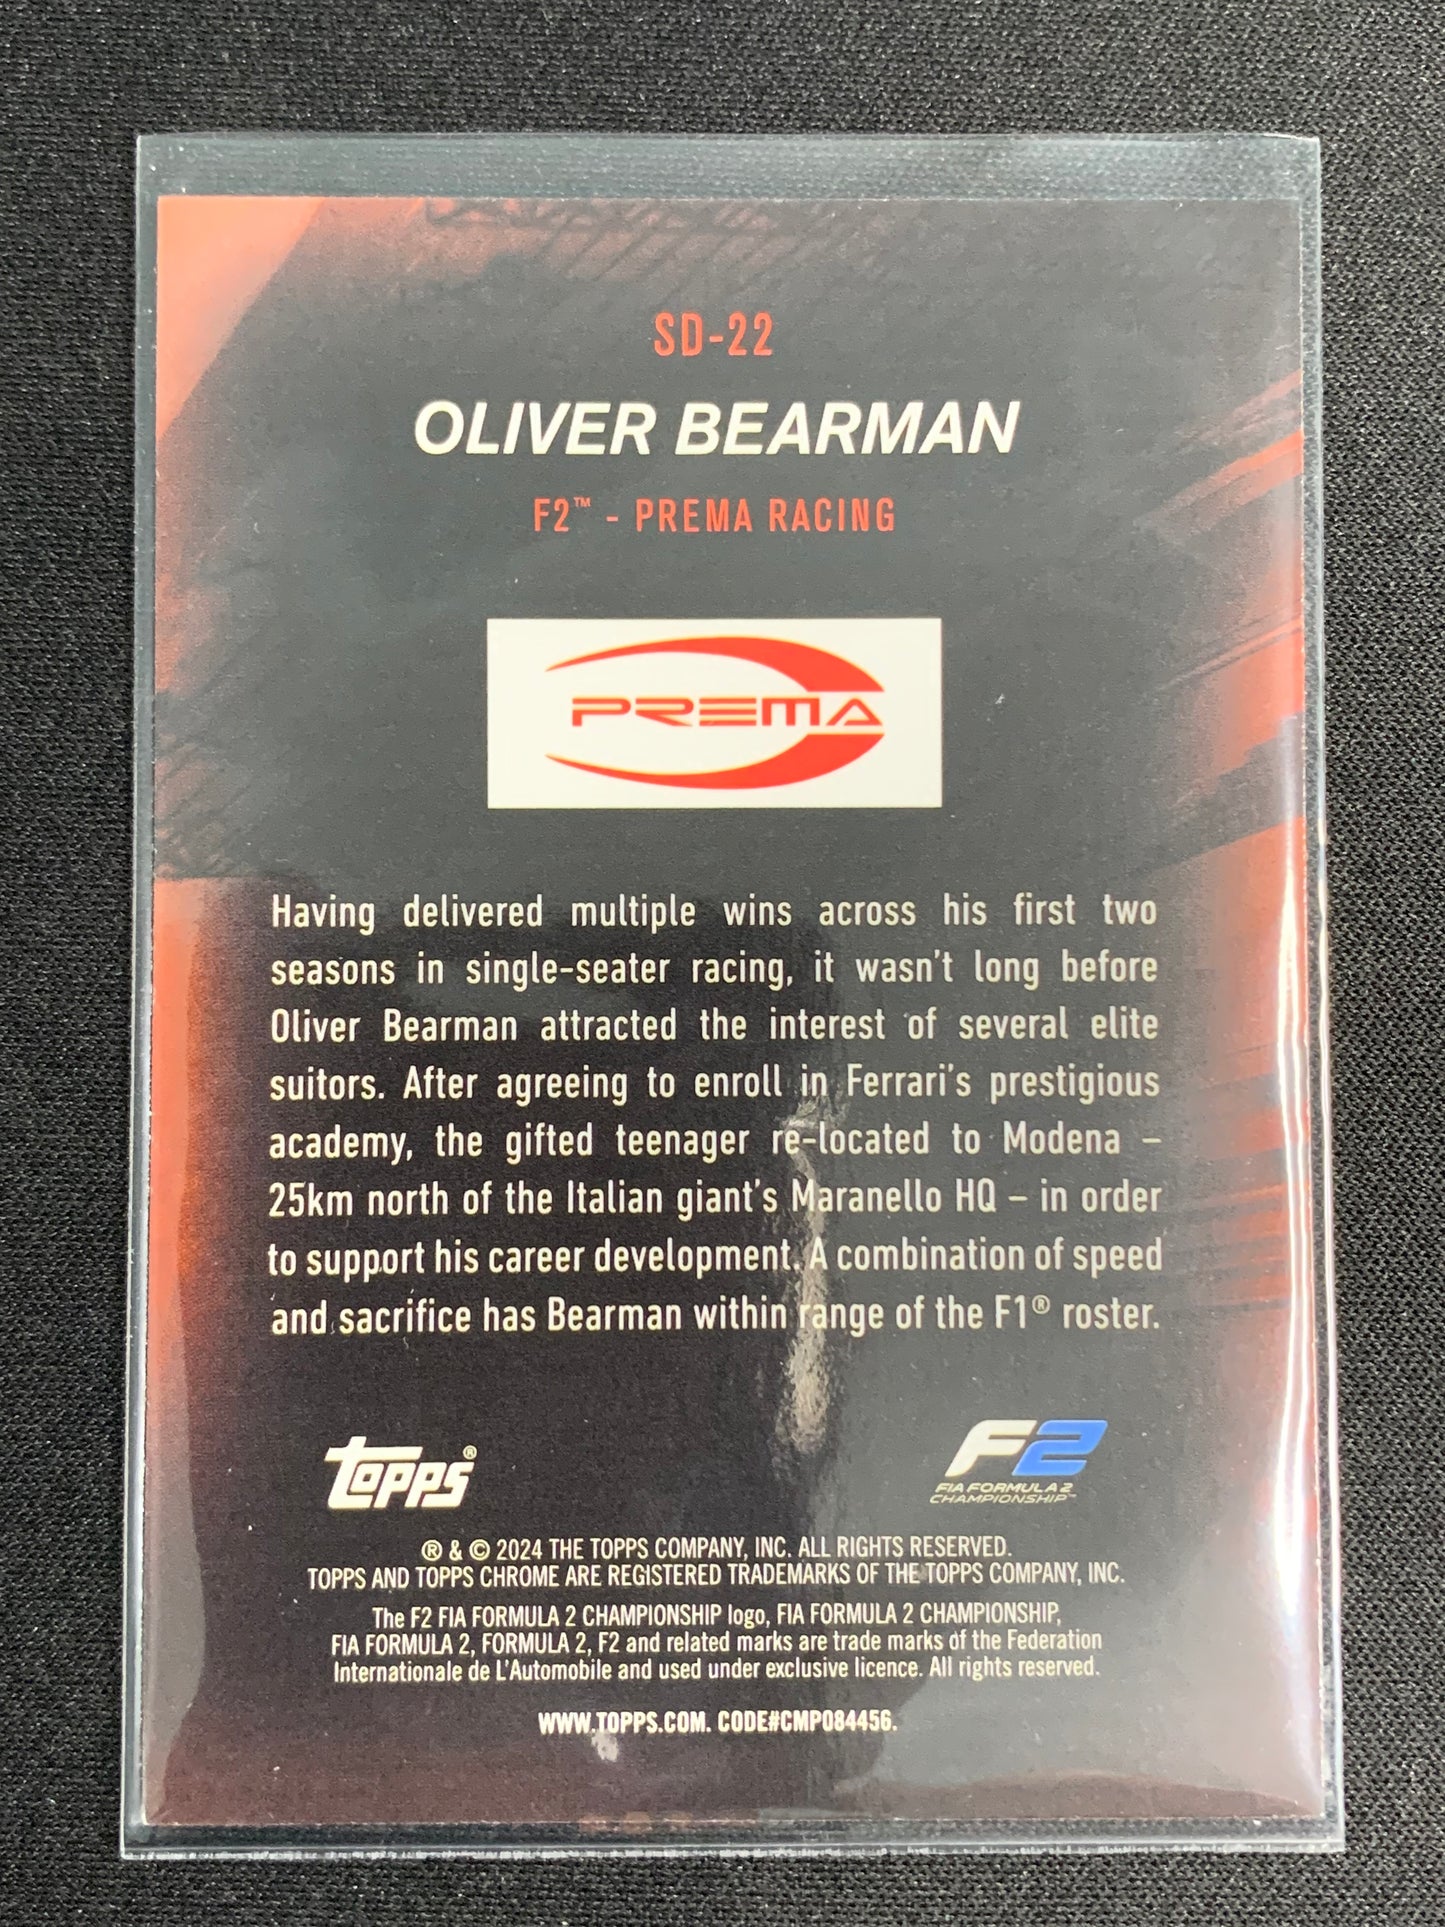 SD-22
OLIVER BEARMAN
F2™ - PREMA RACING
PREMA
Having delivered multiple wins across his first two
seasons in single-seater racing, it wasn't long before
Oliver Bearman attracted the interest of several elite
suitors. After agreeing to enroll in Ferrari's prestigious
academy, the gifted teenager re-located to Modena –
25km north of the Italian giant's Maranello HQ – in order
to support his career development. A combination of speed
and sacrifice has Bearman within range of the F1® roster.
topps®
F2
FIA FORMULA 2
CHAMPIONSHIP™
® & © 2024 THE TOPPS COMPANY, INC. ALL RIGHTS RESERVED.
TOPPS AND TOPPS CHROME ARE REGISTERED TRADEMARKS OF THE TOPPS COMPANY, INC.
The F2 FIA FORMULA 2 CHAMPIONSHIP logo, FIA FORMULA 2 CHAMPIONSHIP,
FIA FORMULA 2, FORMULA 2, F2 and related marks are trade marks of the Federation
Internationale de L'Automobile and used under exclusive licence. All rights reserved.
WWW.TOPPS.COM. CODE#CMP084456.